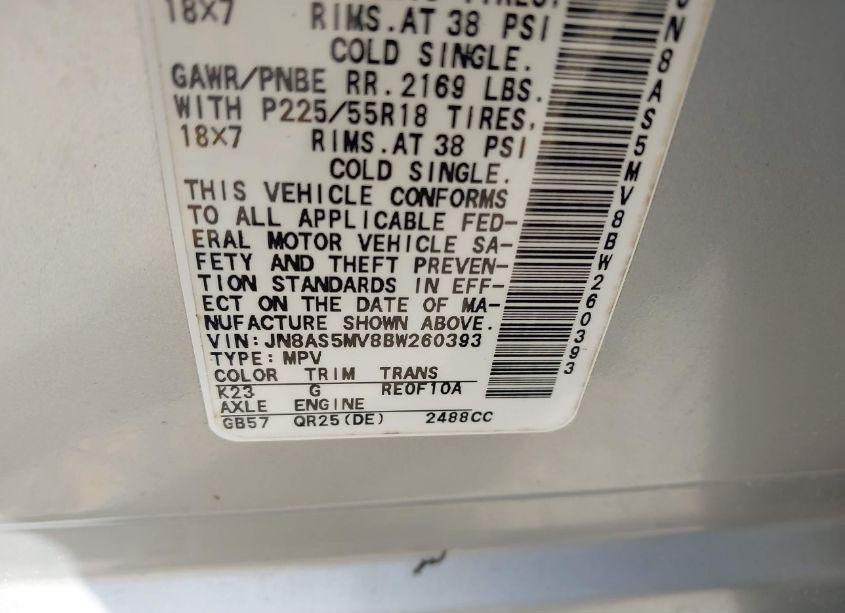 18X7 RIMS.AT 38 PSI
COLD SINGLE.
GAWR/PNBE RR.2169 LBS.
WITH P225/55R18 TIRES,
18X7 RIMS.AT 38 PSI
COLD SINGLE.
THIS VEHICLE CONFORMS
TO ALL APPLICABLE FED-
ERAL MOTOR VEHICLE SA-
FETY AND THEFT PREVEN-
TION STANDARDS IN EFF-
ECT ON THE DATE OF MA-
NUFACTURE SHOWN ABOVE.
VIN:JN8AS5MV8BW260393
TYPE:MPV
COLOR TRIM TRANS
K23 G RE0F10A
AXLE ENGINE
GB57 QR25(DE) 2488CC
N8AS5MV8BW260393